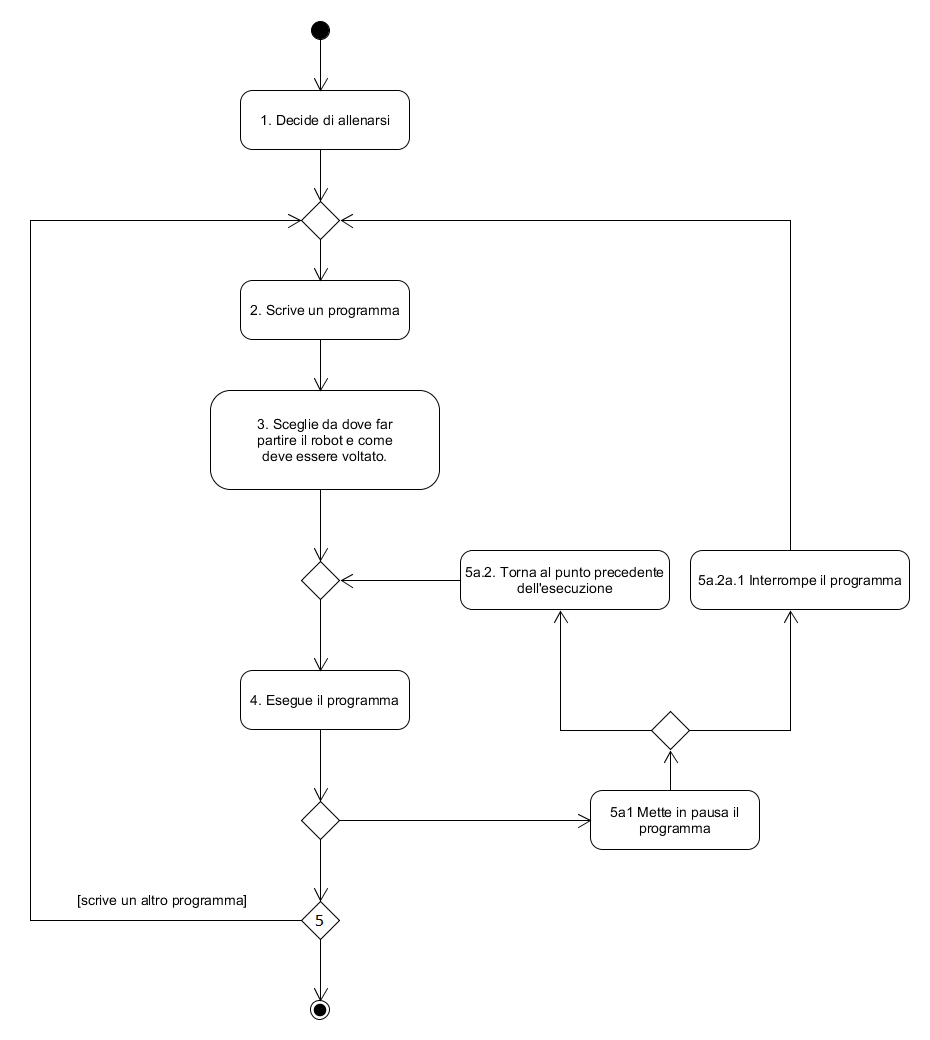 1. Decide di allenarsi
2. Scrive un programma
3. Sceglie da dove far
partire il robot e come
deve essere voltato.
5a.2. Torna al punto precedente
dell'esecuzione
5a.2a.1 Interrompe il programma
4. Esegue il programma
5a1 Mette in pausa il
programma
[scrive un altro programma]
5